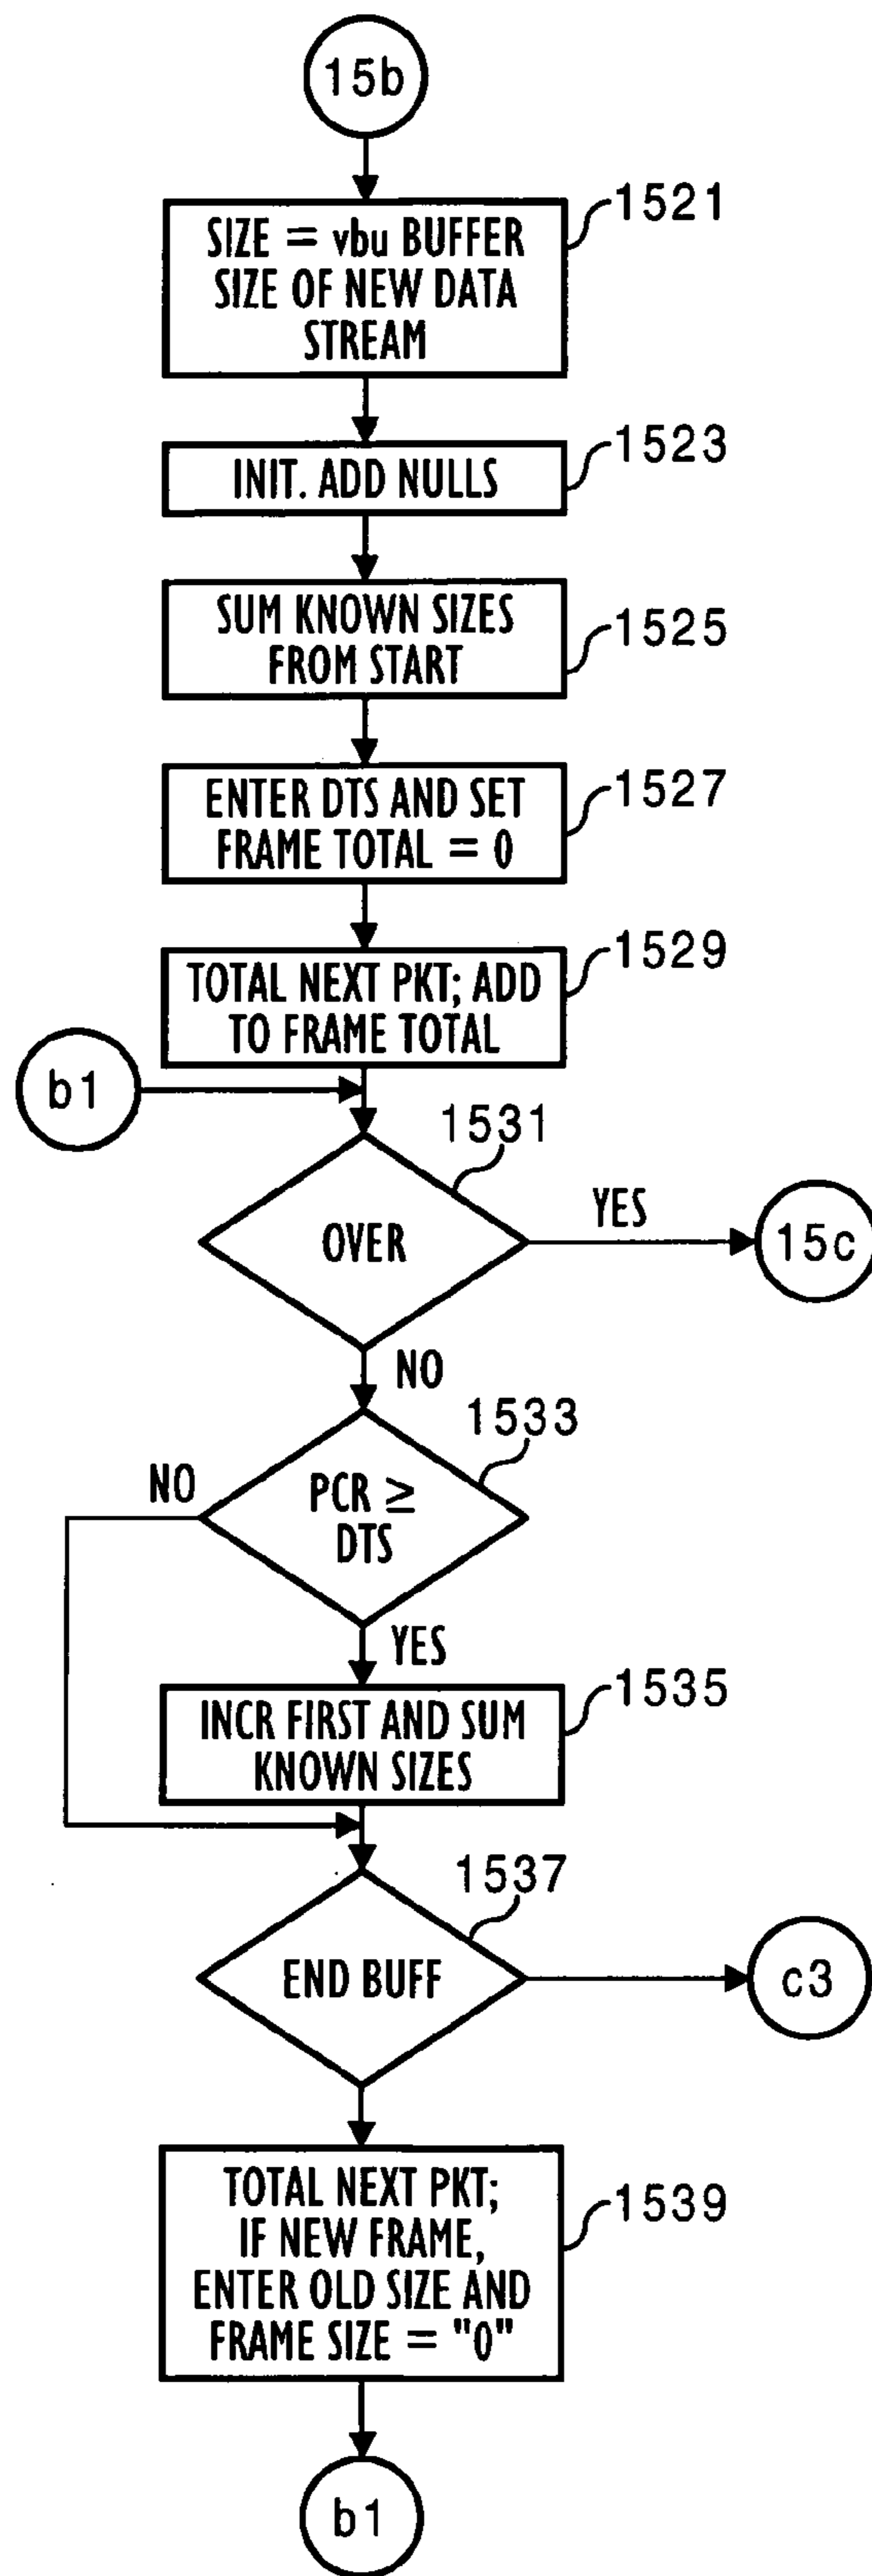 15b
SIZE = vbu BUFFER
SIZE OF NEW DATA
STREAM
1521
INIT. ADD NULLS
1523
SUM KNOWN SIZES
FROM START
1525
ENTER DTS AND SET
FRAME TOTAL = 0
1527
TOTAL NEXT PKT; ADD
TO FRAME TOTAL
1529
b1
1531
OVER
YES
15c
NO
1533
NO
PCR ≥
DTS
YES
INCR FIRST AND SUM
KNOWN SIZES
1535
1537
END BUFF
c3
TOTAL NEXT PKT;
IF NEW FRAME,
ENTER OLD SIZE AND
FRAME SIZE = "0"
1539
b1